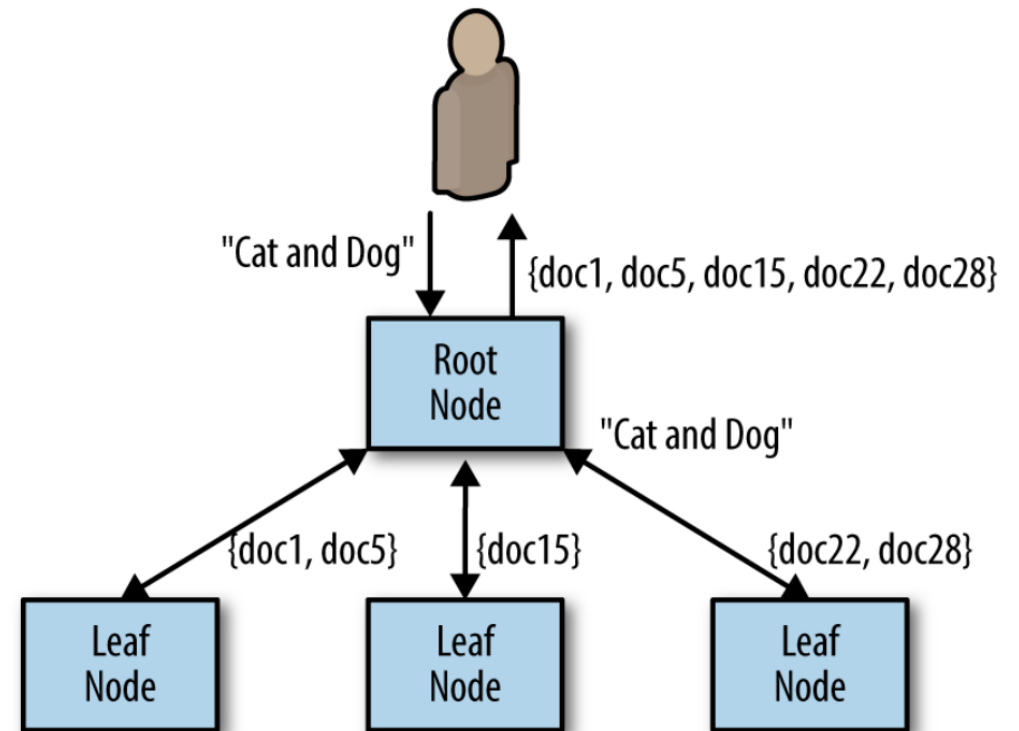 "Cat and Dog"
{doc1, doc5, doc15, doc22, doc28}
Root
Node
"Cat and Dog"
{doc1, doc5}
{doc15}
{doc22, doc28}
Leaf
Node
Leaf
Node
Leaf
Node